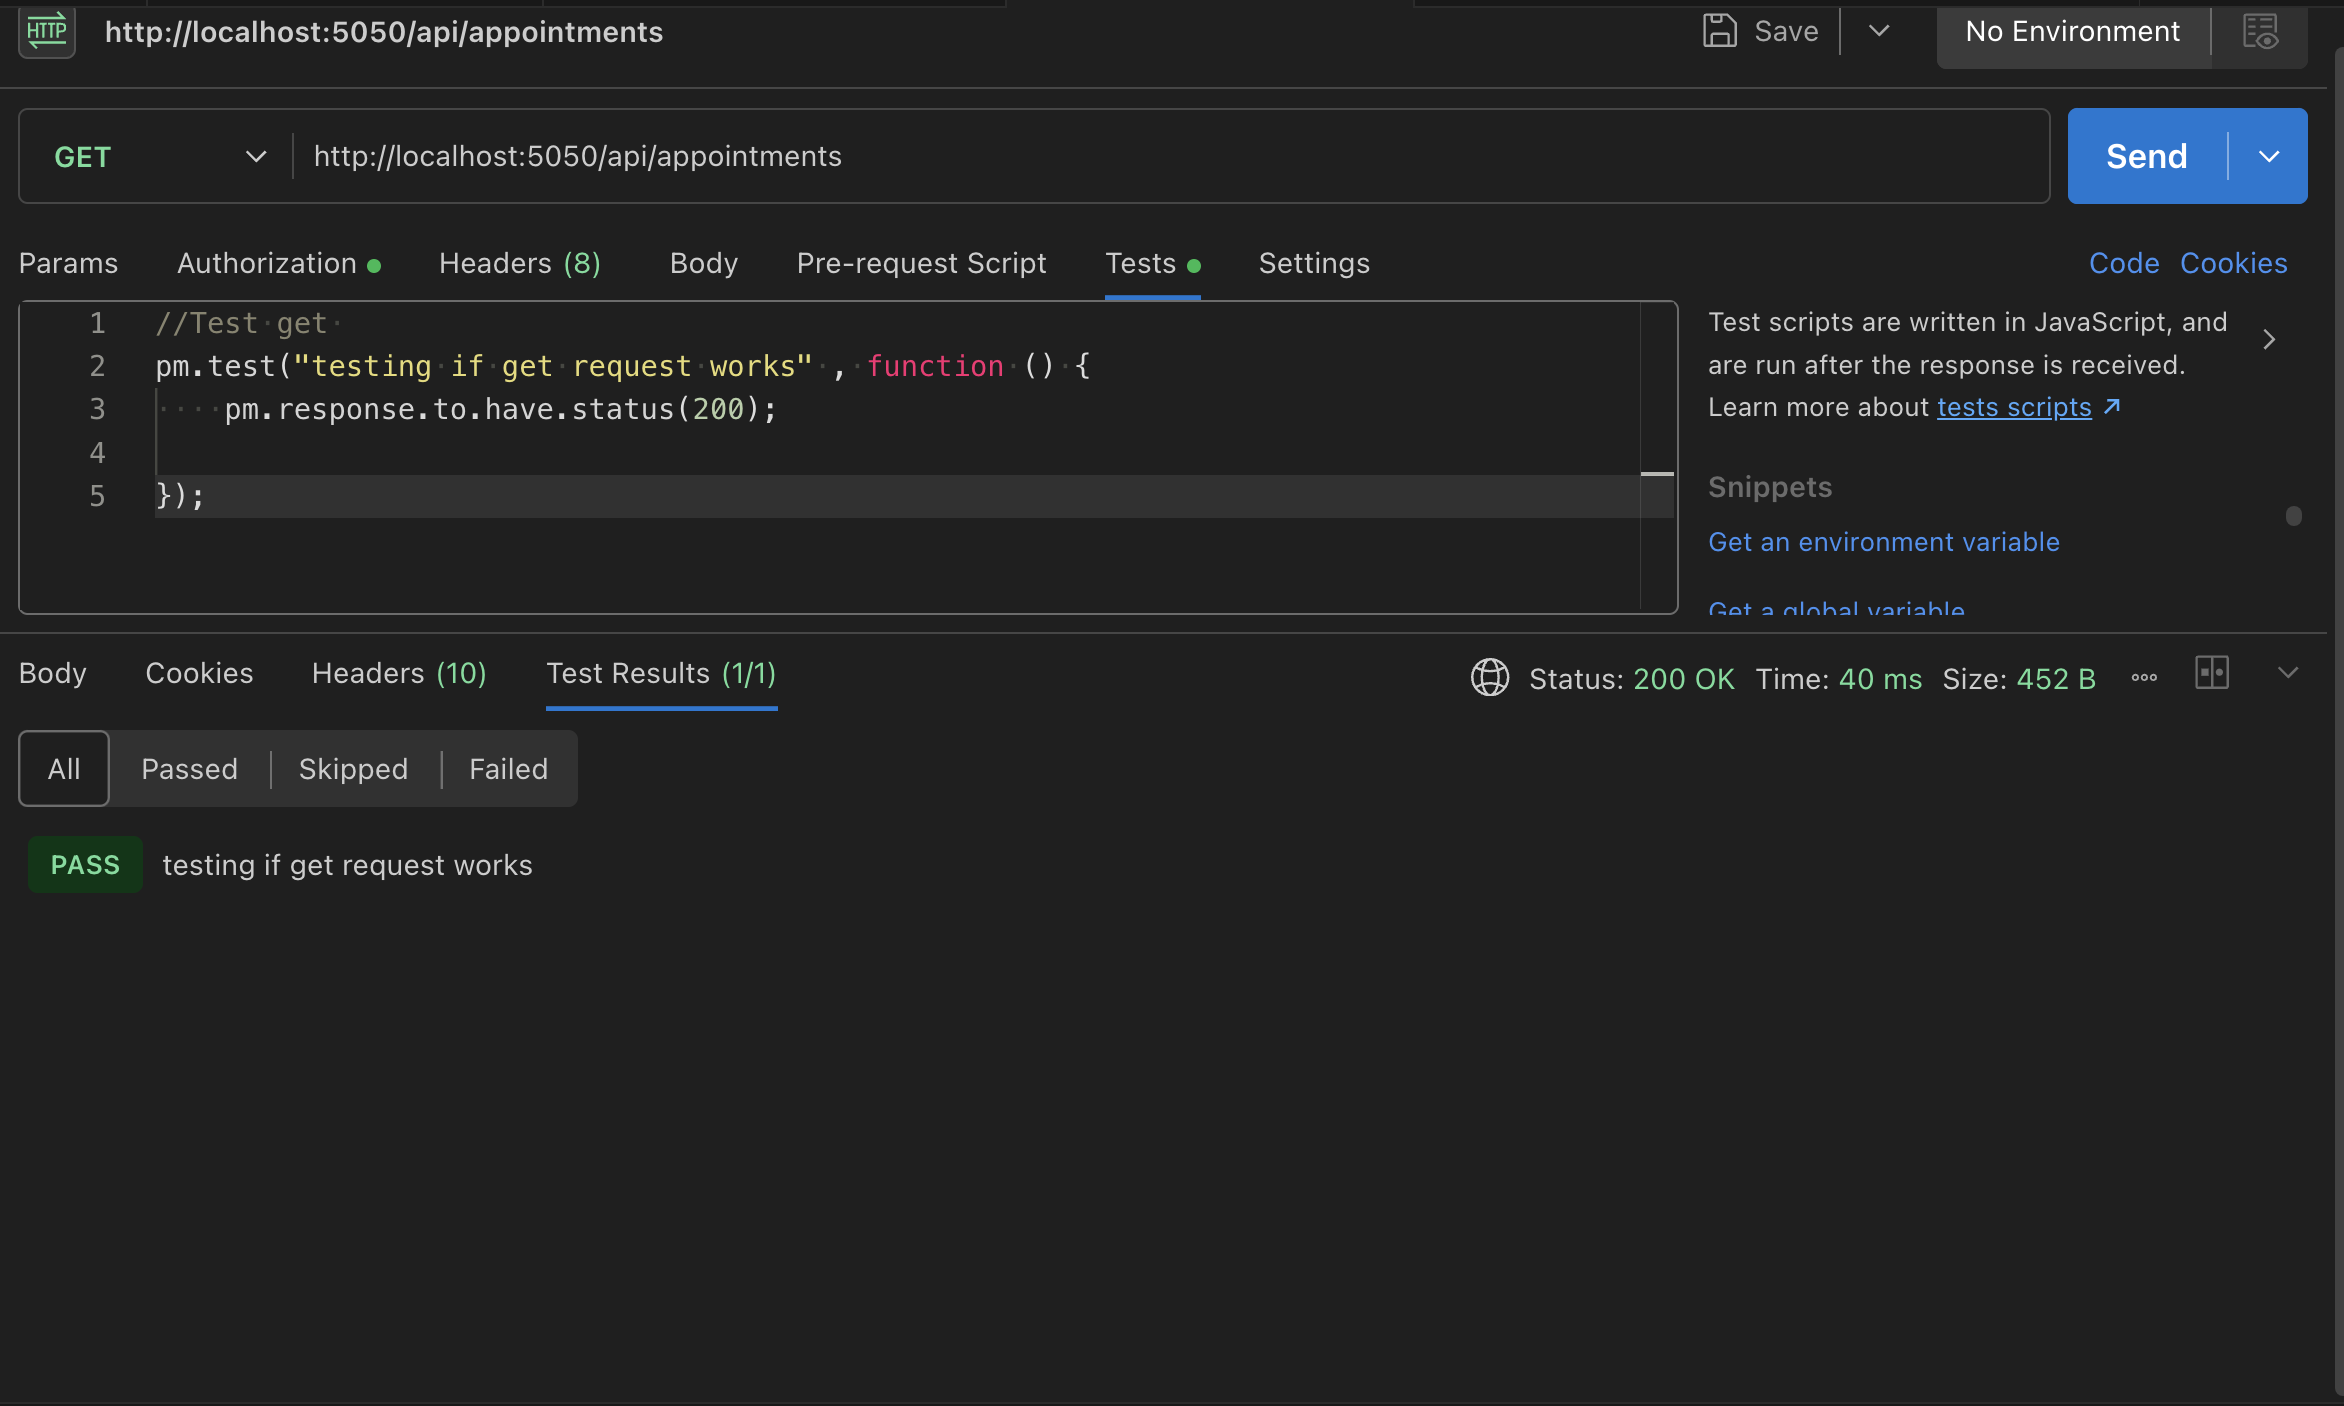 HTTP http://localhost:5050/api/appointments Save No Environment
GET http://localhost:5050/api/appointments Send
Params Authorization Headers (8) Body Pre-request Script Tests Settings Code Cookies
1 //Test get
2 pm.test("testing if get request works" , function () {
3 pm.response.to.have.status(200);
4
5 });
Test scripts are written in JavaScript, and
are run after the response is received.
Learn more about tests scripts
Snippets
Get an environment variable
Get a global variable
Body Cookies Headers (10) Test Results (1/1) Status: 200 OK Time: 40 ms Size: 452 B
All Passed Skipped Failed
PASS testing if get request works